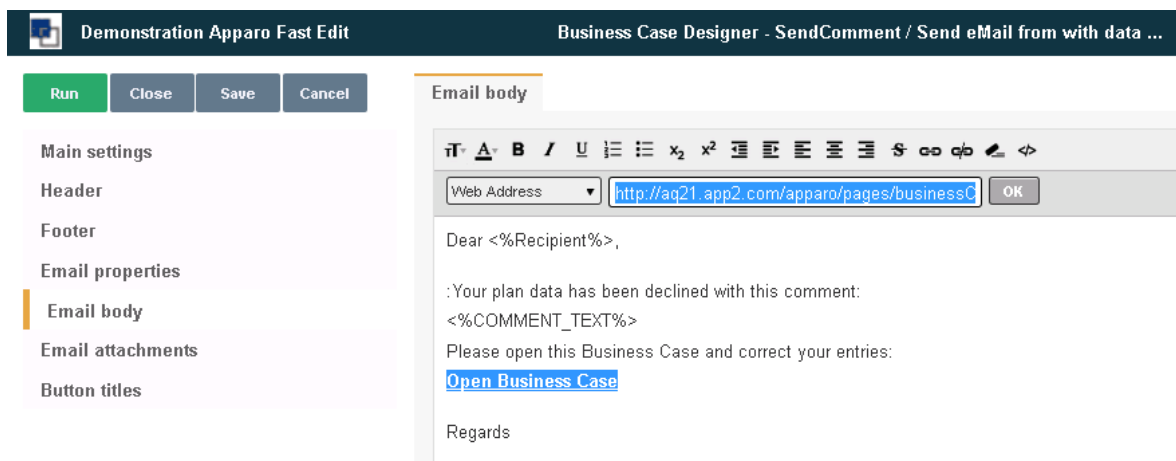 Demonstration Apparo Fast Edit
Business Case Designer - SendComment / Send eMail from with data ...
Run Close Save Cancel
Main settings
Header
Footer
Email properties
Email body
Email attachments
Button titles
Email body
Web Address http://aq21.app2.com/apparo/pages/businessC OK
Dear <%Recipient%>,
:Your plan data has been declined with this comment:
<%COMMENT_TEXT%>
Please open this Business Case and correct your entries:
Open Business Case
Regards